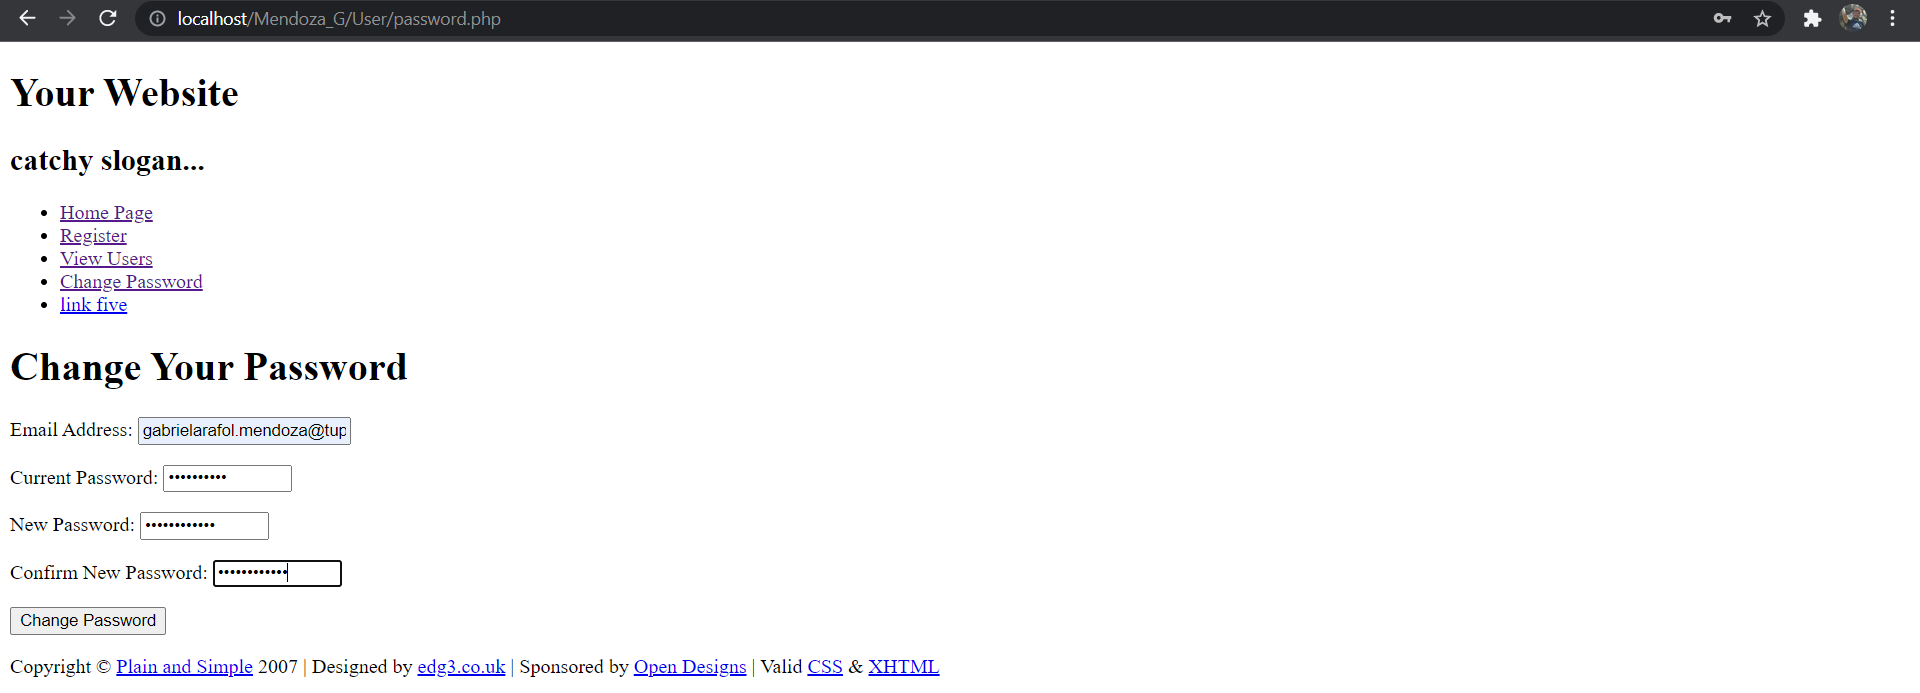 localhost/Mendoza_G/User/password.php
Your Website
catchy slogan...
Home Page
Register
View Users
Change Password
link five
Change Your Password
Email Address: gabrielarafol.mendoza@tup
Current Password: ••••••••••
New Password: ••••••••••••
Confirm New Password: ••••••••••••
Change Password
Copyright © Plain and Simple 2007 | Designed by edg3.co.uk | Sponsored by Open Designs | Valid CSS & XHTML